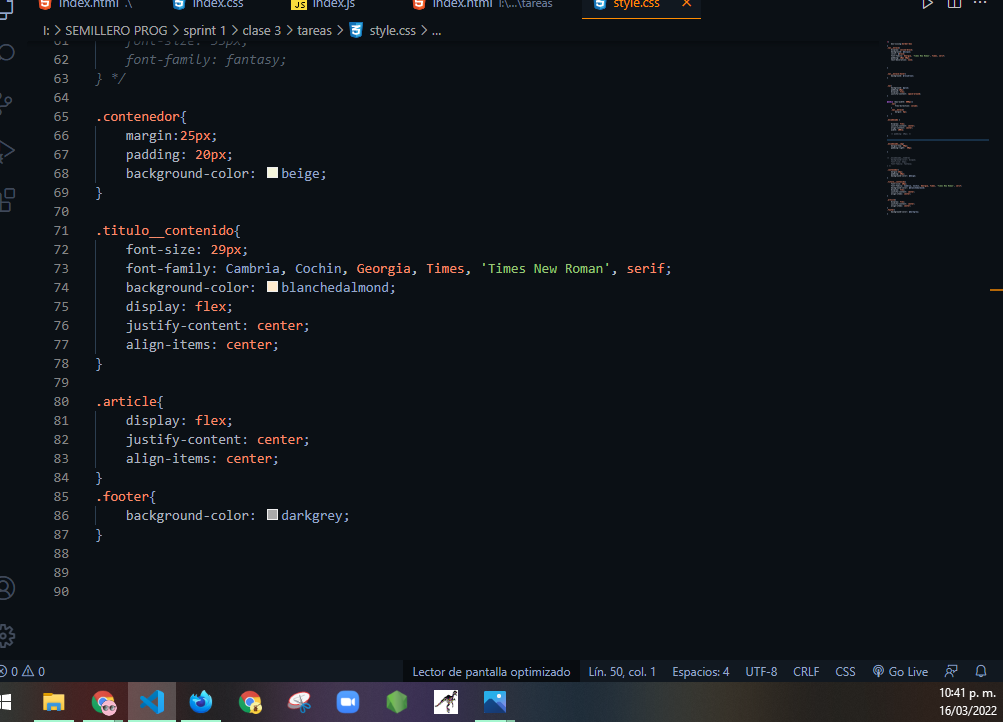 index.html .\
index.css
JS index.js
index.html I:\...\tareas
style.css
I: > SEMILLERO PROG > sprint 1 > clase 3 > tareas > style.css > ...
61 font-size: 35px;
62 font-family: fantasy;
63 } */
64
65 .contenedor{
66 margin:25px;
67 padding: 20px;
68 background-color: beige;
69 }
70
71 .titulo__contenido{
72 font-size: 29px;
73 font-family: Cambria, Cochin, Georgia, Times, 'Times New Roman', serif;
74 background-color: blanchedalmond;
75 display: flex;
76 justify-content: center;
77 align-items: center;
78 }
79
80 .article{
81 display: flex;
82 justify-content: center;
83 align-items: center;
84 }
85 .footer{
86 background-color: darkgrey;
87 }
88
89
90
0 0
Lector de pantalla optimizado
Lín. 50, col. 1
Espacios: 4
UTF-8
CRLF
CSS
Go Live
10:41 p. m.
16/03/2022